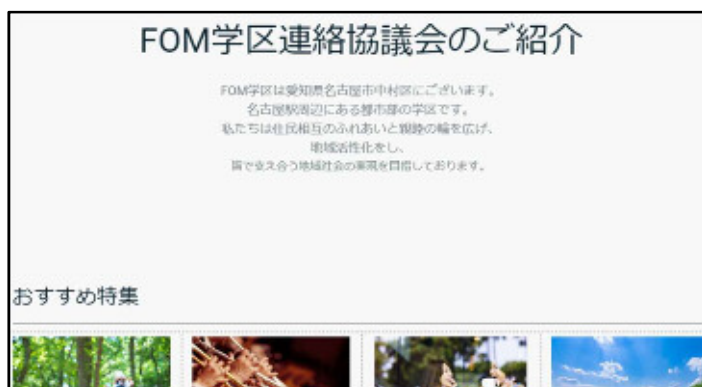 FOM学区連絡協議会のご紹介
FOM学区は愛知県名古屋市中村区にございます。
名古屋駅周辺にある都市部の学区です。
私たちは住民相互のふれあいと親睦の輪を広げ、
地域活性化をし、
皆で支え合う地域社会の実現を目指しております。
おすすめ特集